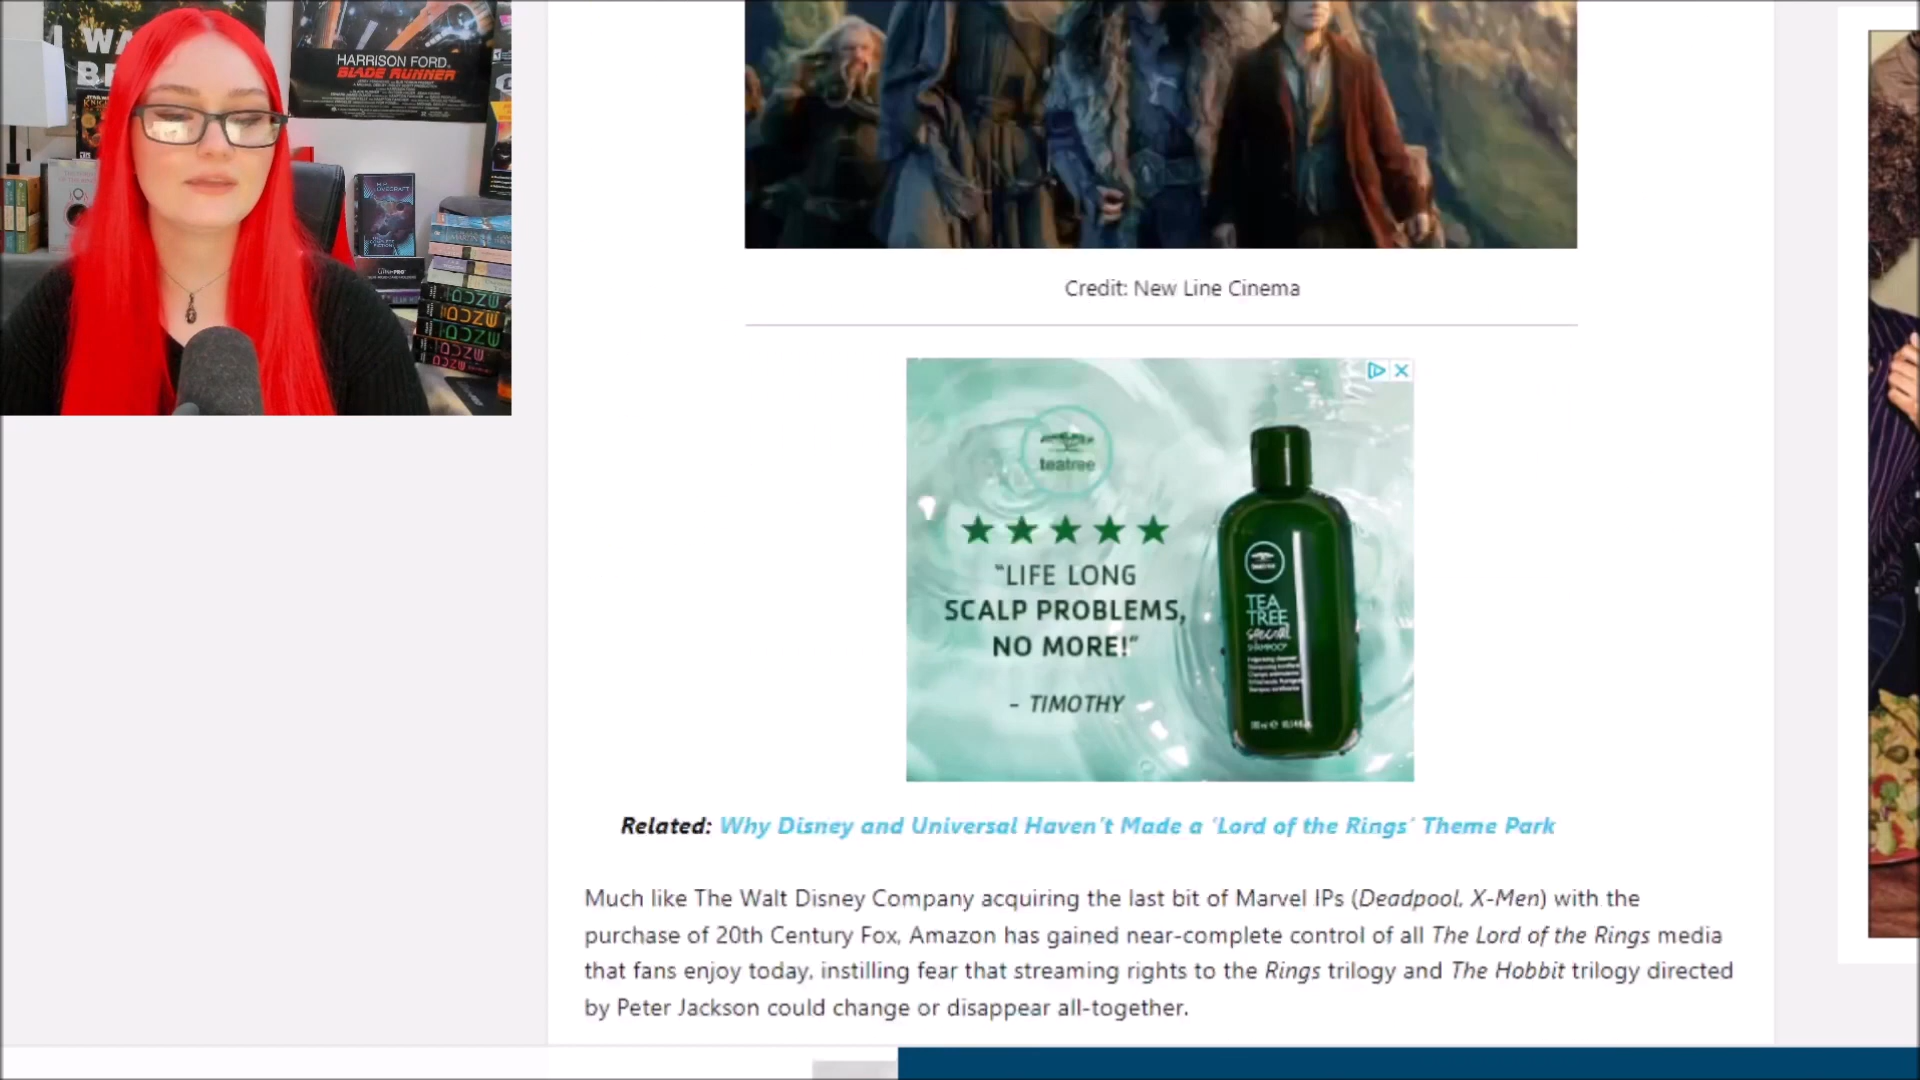 HARRISON FORD.
BLADE RUNNER
Credit: New Line Cinema
teatree
"LIFE LONG
SCALP PROBLEMS,
NO MORE!"
- TIMOTHY
TEA
TREE
special
SHAMPOO
Related: Why Disney and Universal Haven't Made a 'Lord of the Rings' Theme Park
Much like The Walt Disney Company acquiring the last bit of Marvel IPs (Deadpool, X-Men) with the
purchase of 20th Century Fox, Amazon has gained near-complete control of all The Lord of the Rings media
that fans enjoy today, instilling fear that streaming rights to the Rings trilogy and The Hobbit trilogy directed
by Peter Jackson could change or disappear all-together.